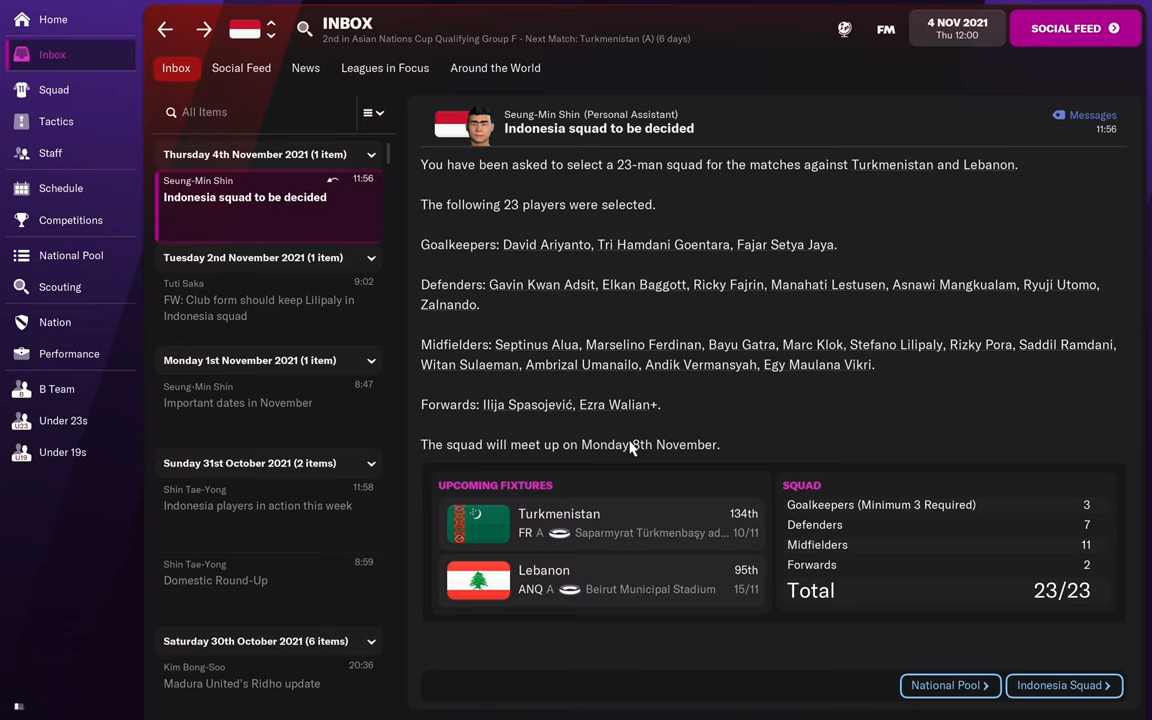 Home
Inbox
Squad
Tactics
Staff
Schedule
Competitions
National Pool
Scouting
Nation
Performance
B Team
Under 23s
Under 19s
INBOX
2nd in Asian Nations Cup Qualifying Group F - Next Match: Turkmenistan (A) (6 days)
FM
4 NOV 2021
Thu 12:00
SOCIAL FEED
Inbox
Social Feed
News
Leagues in Focus
Around the World
All Items
Thursday 4th November 2021 (1 item)
Seung-Min Shin
11:56
Indonesia squad to be decided
Tuesday 2nd November 2021 (1 item)
Tuti Saka
9:02
FW: Club form should keep Lilipaly in
Indonesia squad
Monday 1st November 2021 (1 item)
Seung-Min Shin
8:47
Important dates in November
Sunday 31st October 2021 (2 items)
Shin Tae-Yong
11:58
Indonesia players in action this week
Shin Tae-Yong
8:59
Domestic Round-Up
Saturday 30th October 2021 (6 items)
Kim Bong-Soo
20:36
Madura United's Ridho update
Seung-Min Shin (Personal Assistant)
Indonesia squad to be decided
Messages
11:56
You have been asked to select a 23-man squad for the matches against Turkmenistan and Lebanon.
The following 23 players were selected.
Goalkeepers: David Ariyanto, Tri Hamdani Goentara, Fajar Setya Jaya.
Defenders: Gavin Kwan Adsit, Elkan Baggott, Ricky Fajrin, Manahati Lestusen, Asnawi Mangkualam, Ryuji Utomo,
Zalnando.
Midfielders: Septinus Alua, Marselino Ferdinan, Bayu Gatra, Marc Klok, Stefano Lilipaly, Rizky Pora, Saddil Ramdani,
Witan Sulaeman, Ambrizal Umanailo, Andik Vermansyah, Egy Maulana Vikri.
Forwards: Ilija Spasojević, Ezra Walian+.
The squad will meet up on Monday 8th November.
UPCOMING FIXTURES
Turkmenistan 134th
FR A Saparmyrat Türkmenbaşy ad... 10/11
Lebanon 95th
ANQ A Beirut Municipal Stadium 15/11
SQUAD
Goalkeepers (Minimum 3 Required) 3
Defenders 7
Midfielders 11
Forwards 2
Total 23/23
National Pool
Indonesia Squad